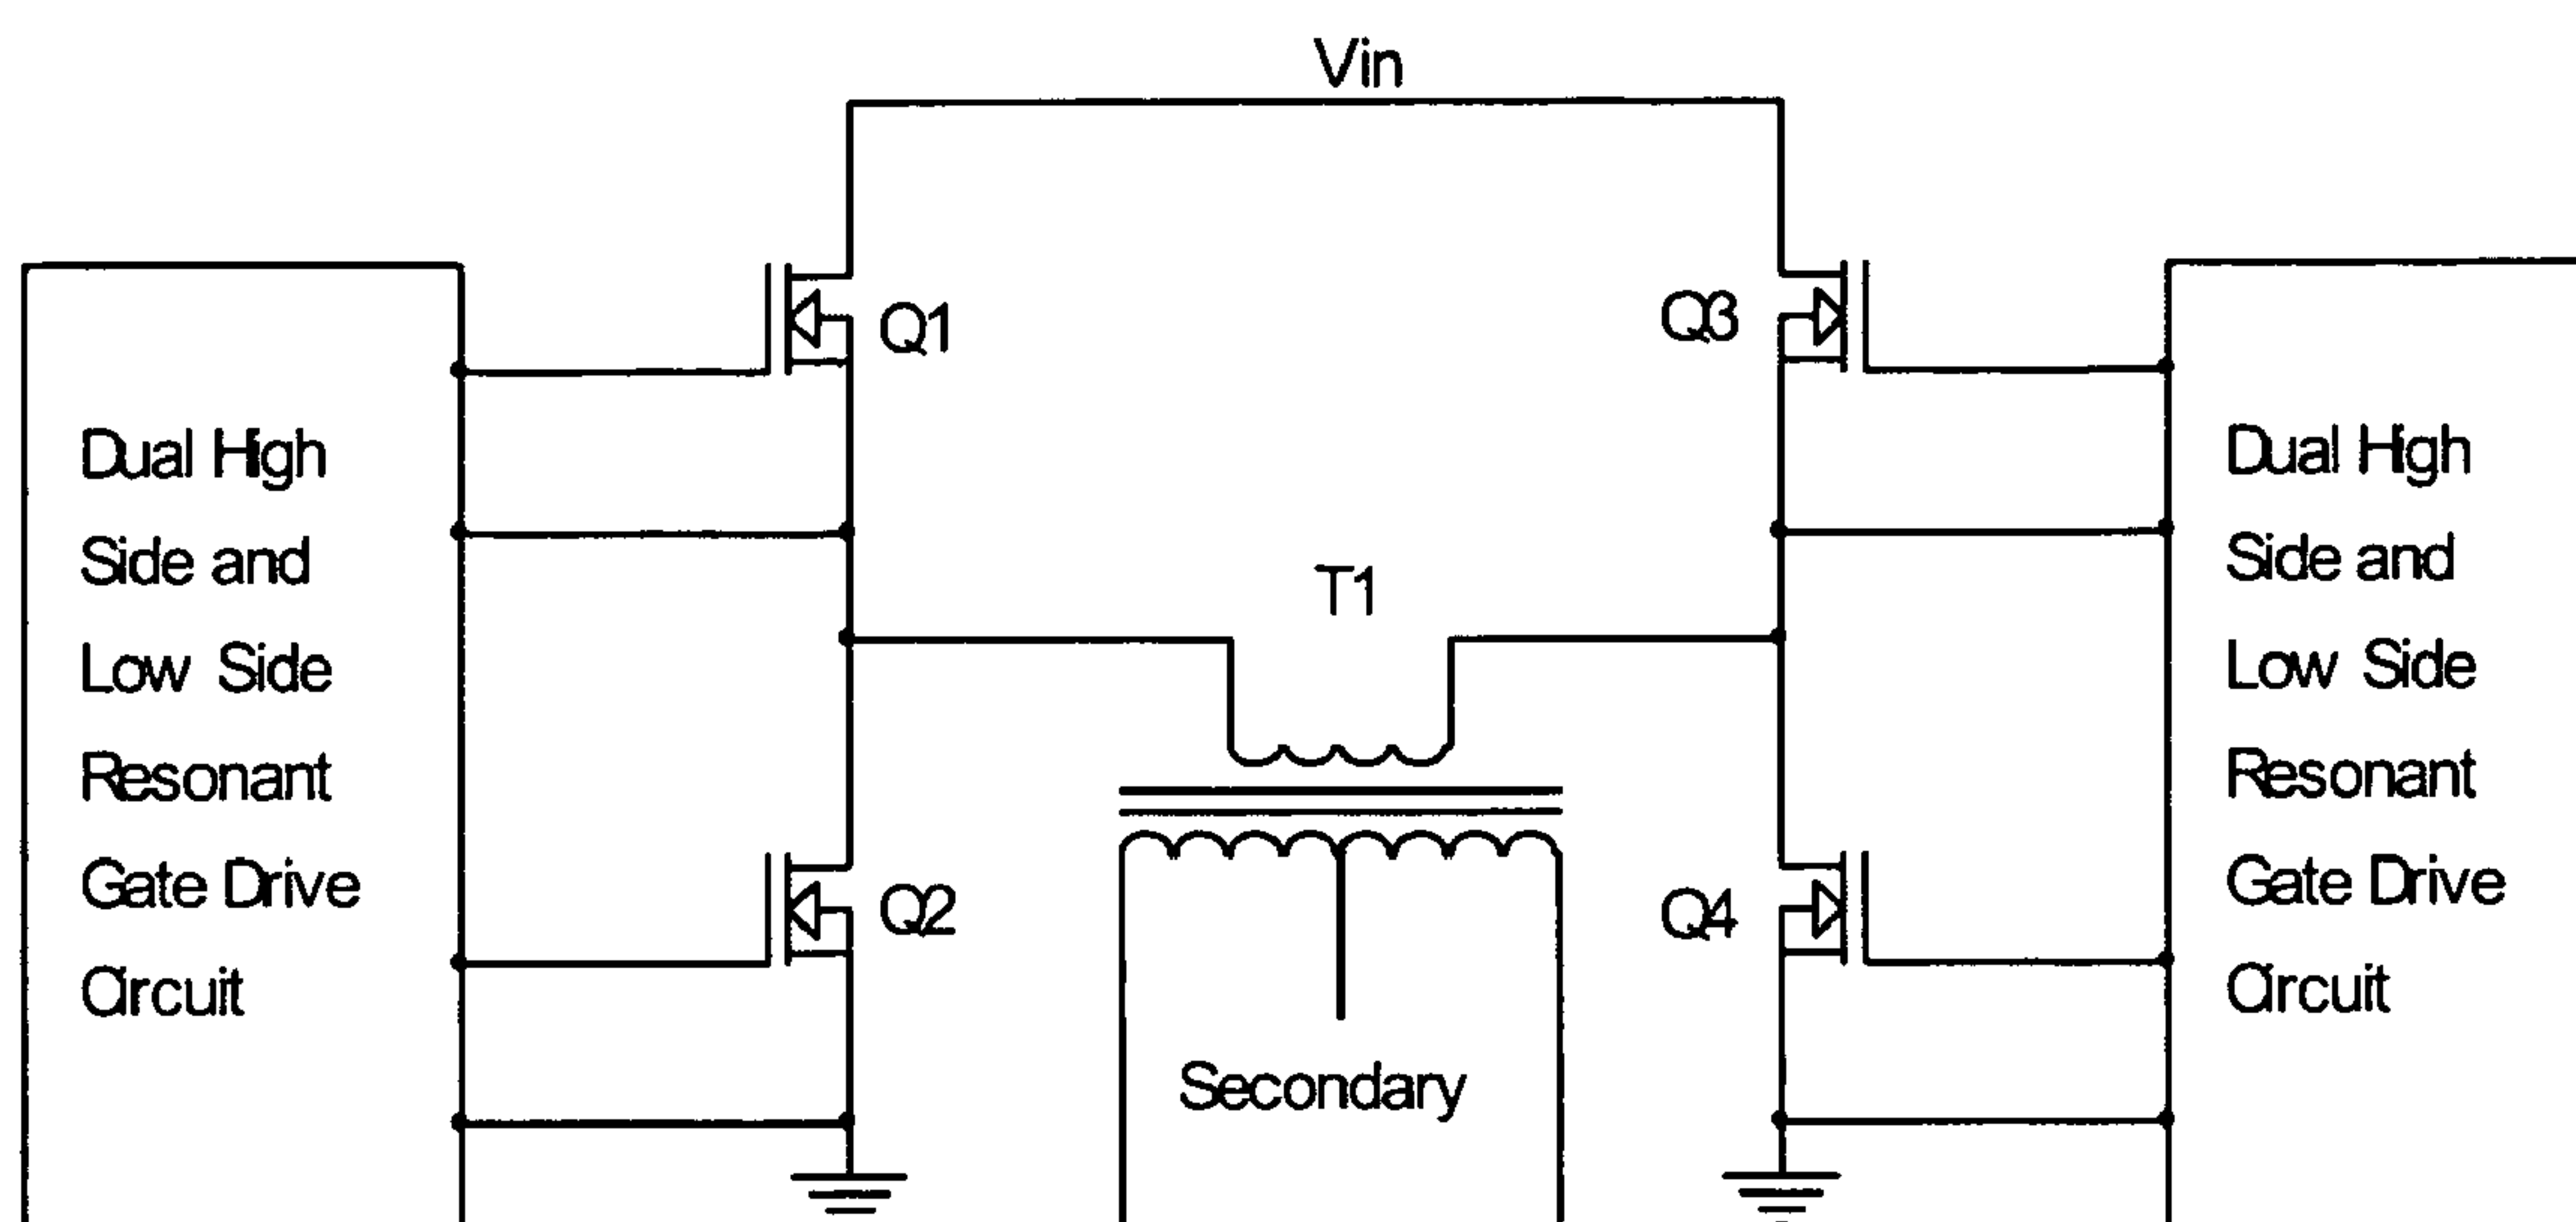 Vin
Q1
Q3
Dual High
Side and
Low Side
Resonant
Gate Drive
Circuit
T1
Q2
Q4
Secondary
Dual High
Side and
Low Side
Resonant
Gate Drive
Circuit